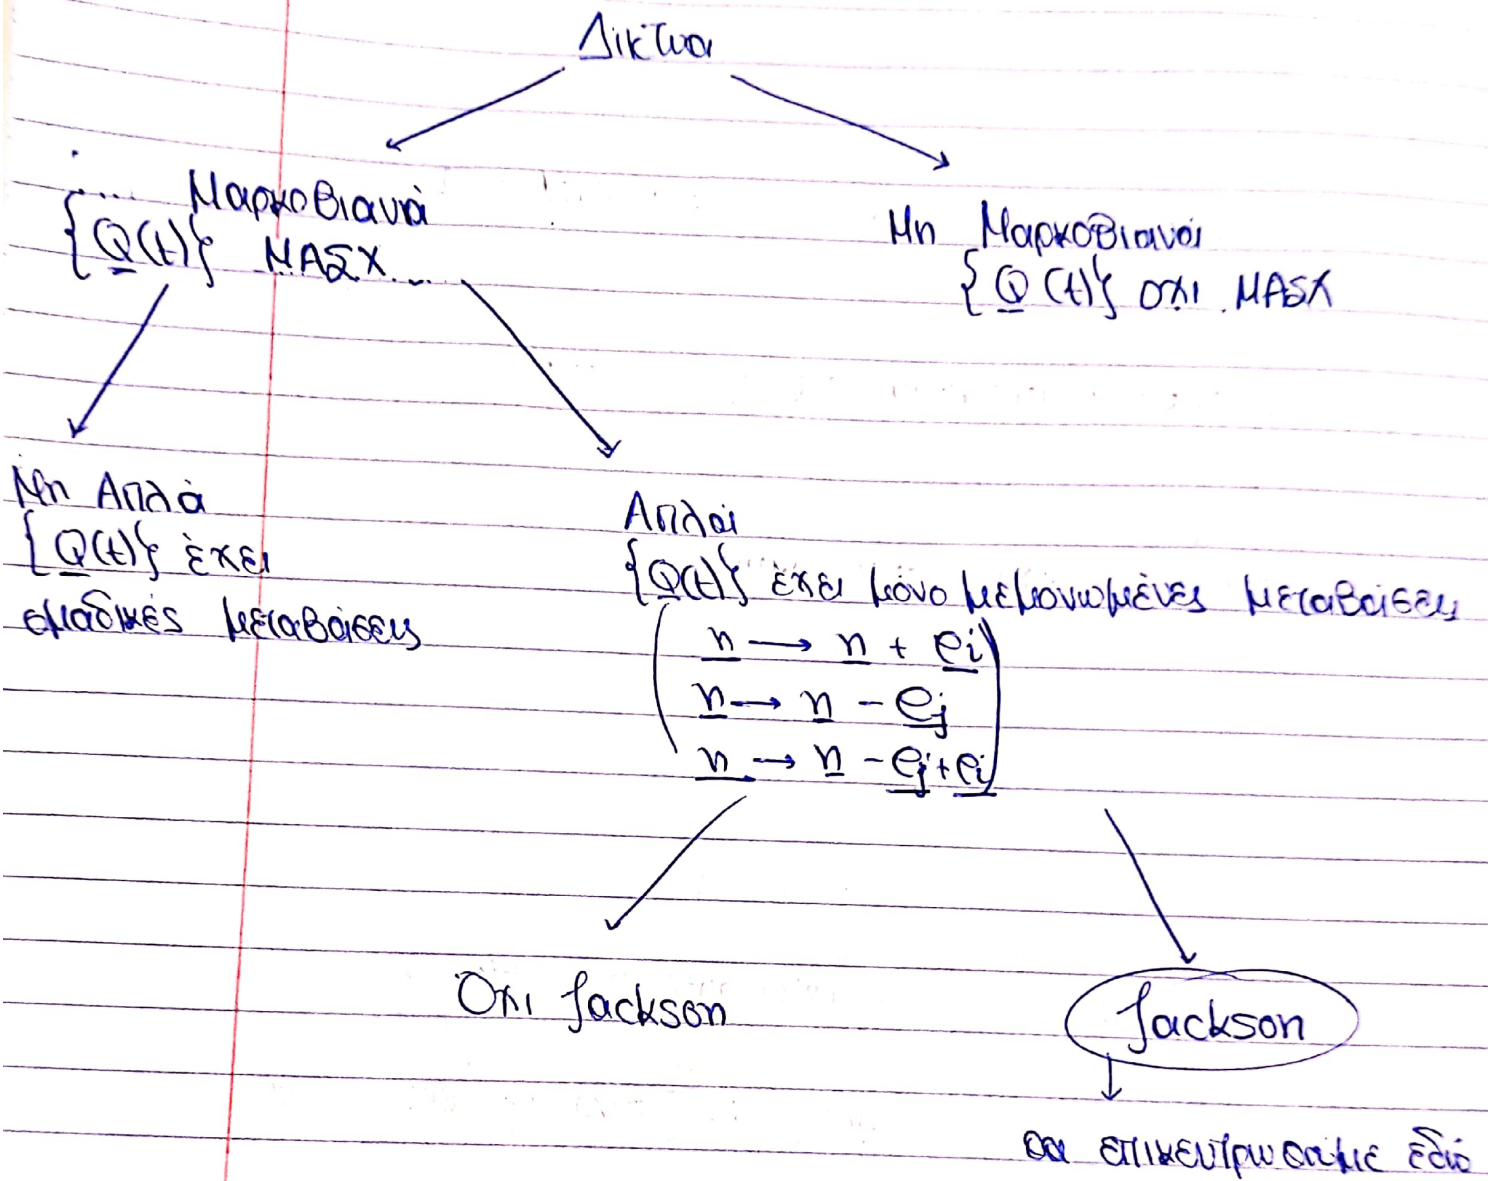 Δίκτυα
Μαρκοβιανά
{Q(t)} ΜΑΣΧ
Μη Μαρκοβιανά
{Q(t)} όχι ΜΑΣΧ
Μη Απλά
{Q(t)} έχει
ομαδικές μεταβάσεις
Απλά
{Q(t)} έχει μόνο μεμονωμένες μεταβάσεις
(n → n + ei
n → n - ej
n → n - ej + ei)
Όχι Jackson
Jackson
θα επικεντρωθούμε εδώ